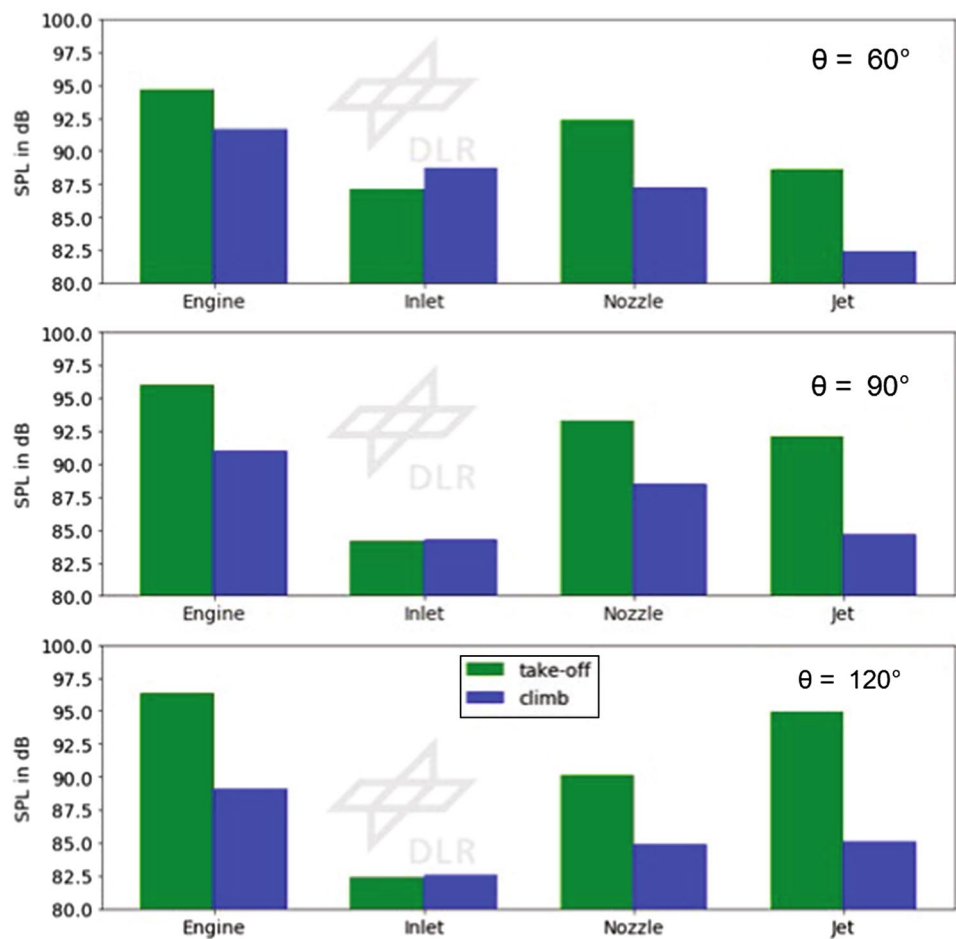 100.0
97.5
95.0
92.5
90.0
87.5
85.0
82.5
80.0
SPL in dB
θ = 60°
DLR
Engine Inlet Nozzle Jet
100.0
97.5
95.0
92.5
90.0
87.5
85.0
82.5
80.0
SPL in dB
θ = 90°
DLR
Engine Inlet Nozzle Jet
100.0
97.5
95.0
92.5
90.0
87.5
85.0
82.5
80.0
SPL in dB
take-off
climb
θ = 120°
DLR
Engine Inlet Nozzle Jet